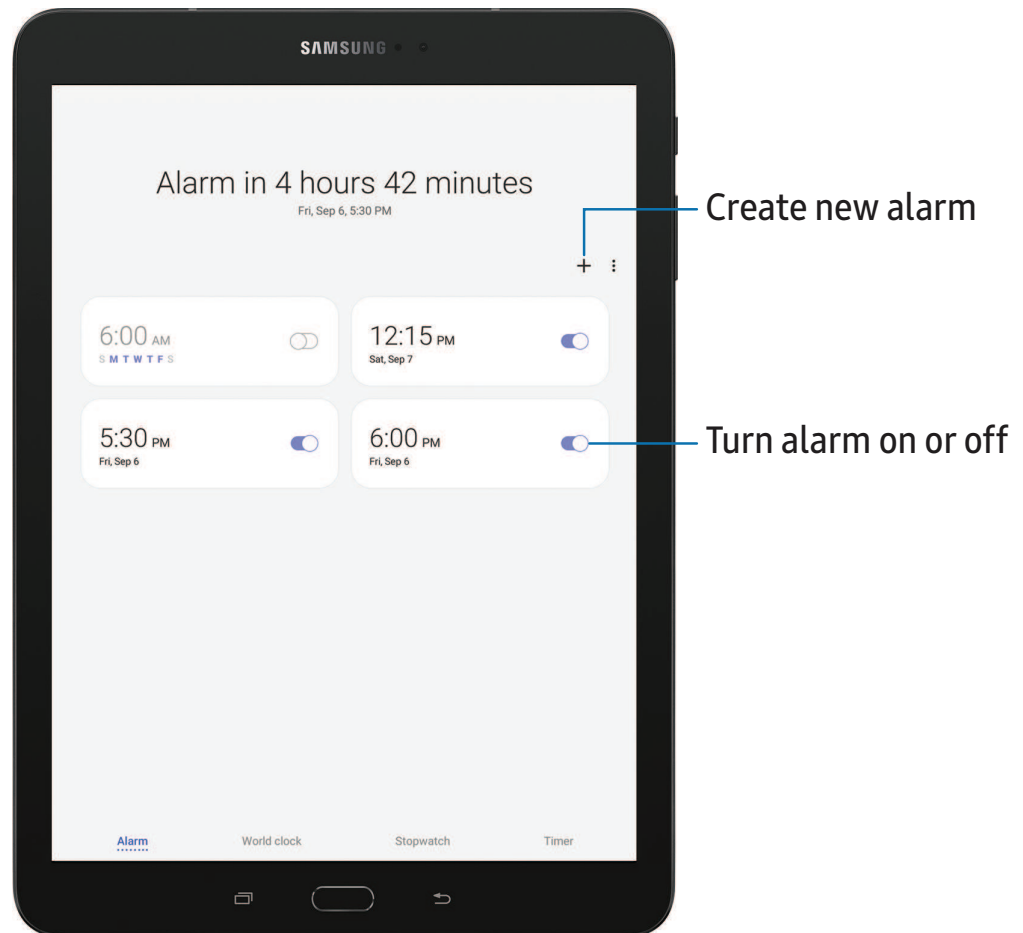 SAMSUNG
Alarm in 4 hours 42 minutes
Fri, Sep 6, 5:30 PM
Create new alarm
6:00 AM
S M T W T F S
12:15 PM
Sat, Sep 7
5:30 PM
Fri, Sep 6
6:00 PM
Fri, Sep 6
Turn alarm on or off
Alarm
World clock
Stopwatch
Timer